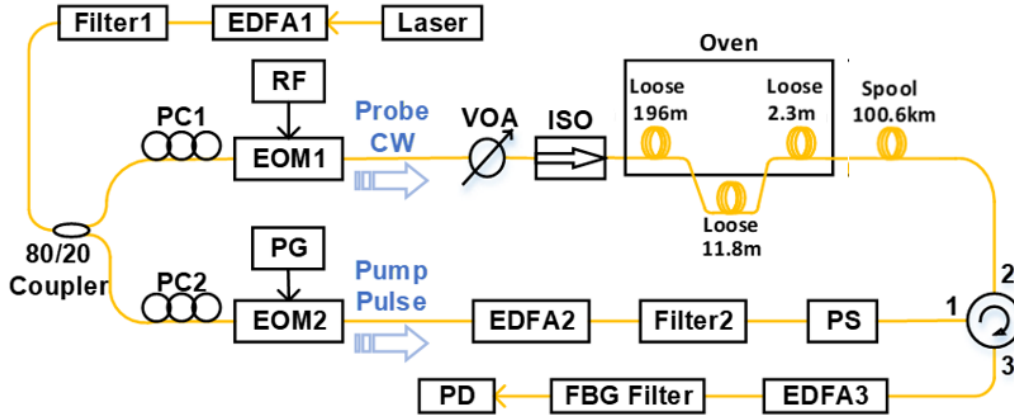 Filter1
EDFA1
Laser
Oven
RF
PC1
EOM1
Probe
CW
VOA
ISO
Loose
196m
Loose
2.3m
Spool
100.6km
Loose
11.8m
80/20
Coupler
PG
PC2
EOM2
Pump
Pulse
EDFA2
Filter2
PS
1
2
3
PD
FBG Filter
EDFA3